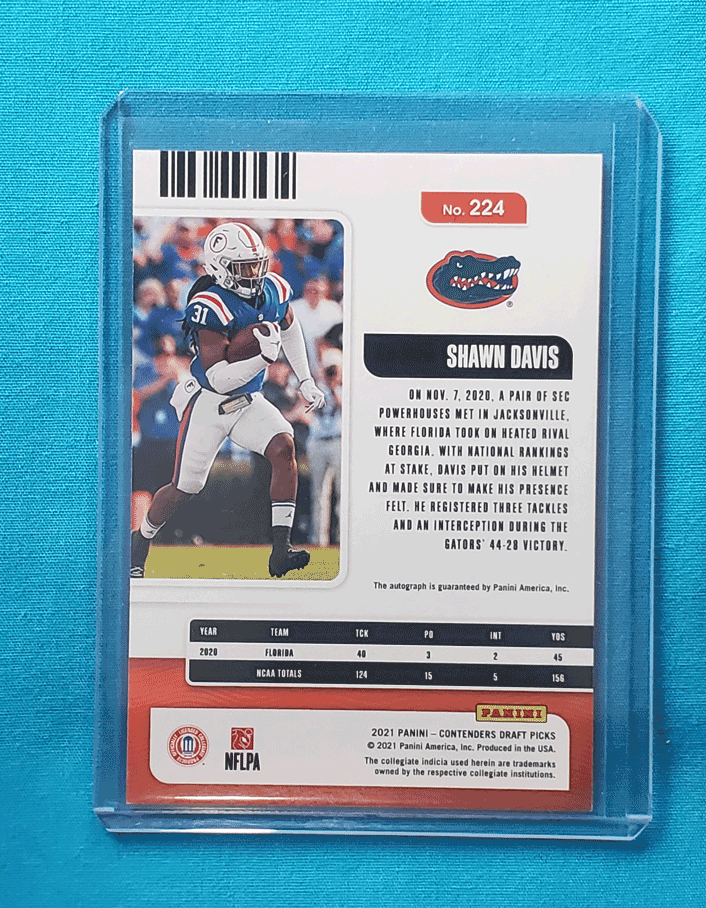 No. 224
31
F
SHAWN DAVIS
ON NOV. 7, 2020, A PAIR OF SEC
POWERHOUSES MET IN JACKSONVILLE,
WHERE FLORIDA TOOK ON HEATED RIVAL
GEORGIA. WITH NATIONAL RANKINGS
AT STAKE, DAVIS PUT ON HIS HELMET
AND MADE SURE TO MAKE HIS PRESENCE
FELT. HE REGISTERED THREE TACKLES
AND AN INTERCEPTION DURING THE
GATORS' 44-28 VICTORY.
The autograph is guaranteed by Panini America, Inc.
YEAR TEAM TCK PD INT YDS
2020 FLORIDA 40 3 2 45
NCAA TOTALS 124 15 5 156
PANINI
2021 PANINI – CONTENDERS DRAFT PICKS
© 2021 Panini America, Inc. Produced in the USA.
The collegiate indicia used herein are trademarks
owned by the respective collegiate institutions.
NFLPA